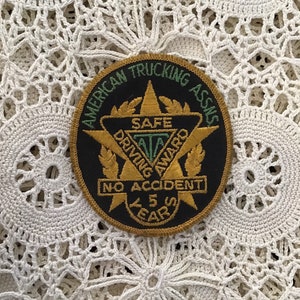 AMERICAN TRUCKING ASSNS
SAFE
DRIVING AWARD
ATA
NO ACCIDENT
5
YEARS